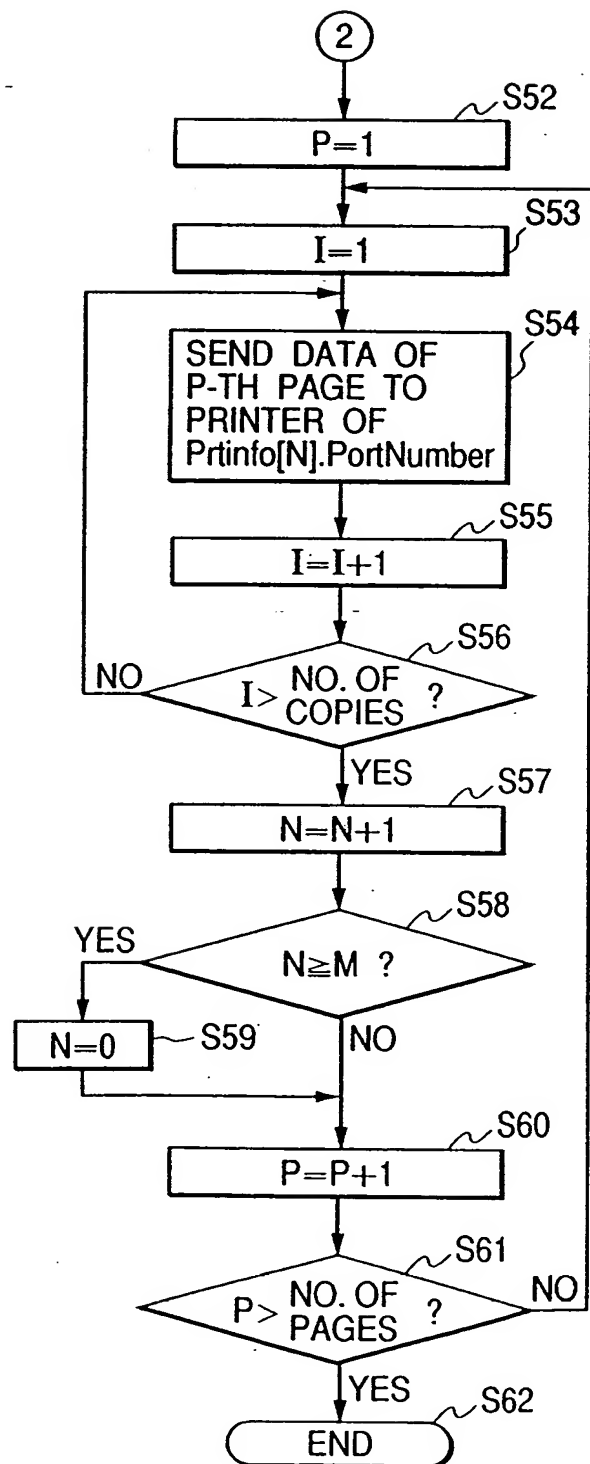 2
S52
P=1
S53
I=1
S54
SEND DATA OF
P-TH PAGE TO
PRINTER OF
Prtinfo[N].PortNumber
S55
I=I+1
S56
NO
I> NO. OF COPIES ?
YES
S57
N=N+1
S58
YES
N≧M ?
NO
N=0
S59
S60
P=P+1
S61
P> NO. OF PAGES ?
NO
YES
S62
END